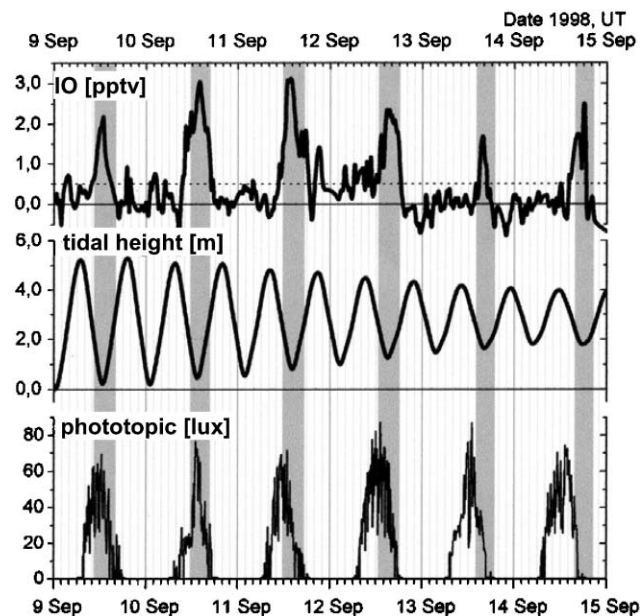 Date 1998, UT
9 Sep 10 Sep 11 Sep 12 Sep 13 Sep 14 Sep 15 Sep
3,0
IO [pptv]
2,0
1,0
0,0
6,0
tidal height [m]
4,0
2,0
0,0
phototopic [lux]
80
60
40
20
0
9 Sep 10 Sep 11 Sep 12 Sep 13 Sep 14 Sep 15 Sep